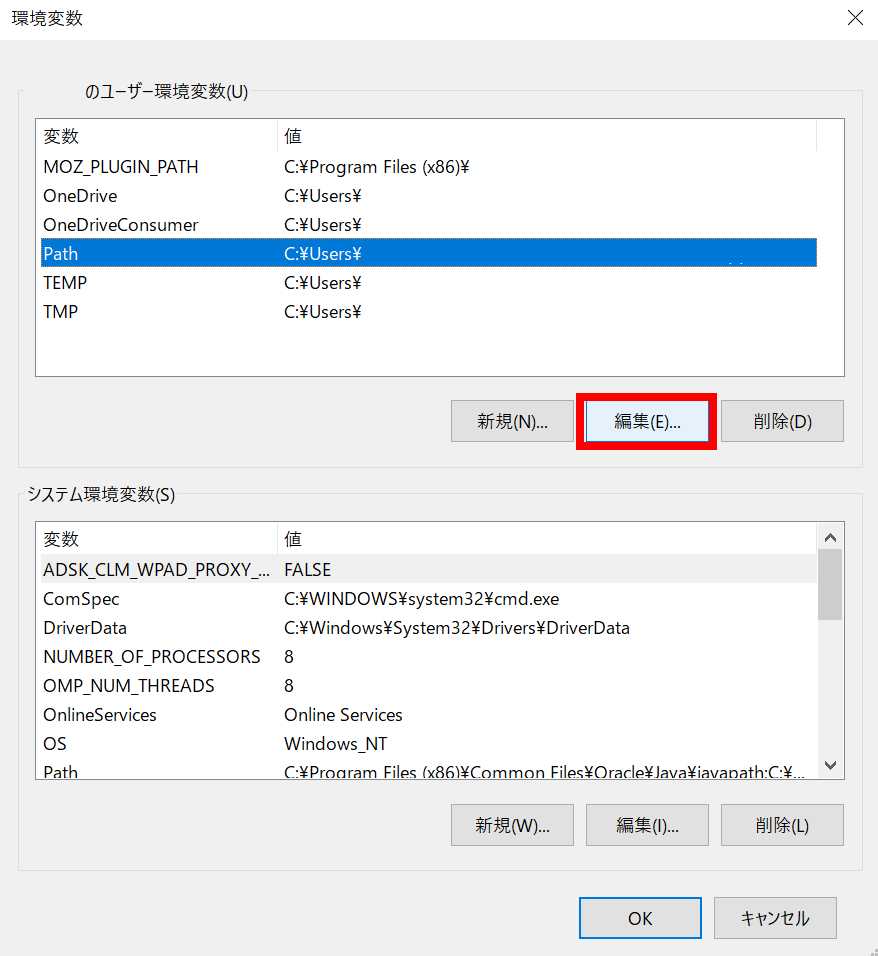 環境変数
のユーザー環境変数(U)
変数 値
MOZ_PLUGIN_PATH C:¥Program Files (x86)¥
OneDrive C:¥Users¥
OneDriveConsumer C:¥Users¥
Path C:¥Users¥
TEMP C:¥Users¥
TMP C:¥Users¥
新規(N)... 編集(E)... 削除(D)
システム環境変数(S)
変数 値
ADSK_CLM_WPAD_PROXY_... FALSE
ComSpec C:¥WINDOWS¥system32¥cmd.exe
DriverData C:¥Windows¥System32¥Drivers¥DriverData
NUMBER_OF_PROCESSORS 8
OMP_NUM_THREADS 8
OnlineServices Online Services
OS Windows_NT
Path C:¥Program Files (x86)¥Common Files¥Oracle¥Java¥javapath;C:¥...
新規(W)... 編集(I)... 削除(L)
OK キャンセル